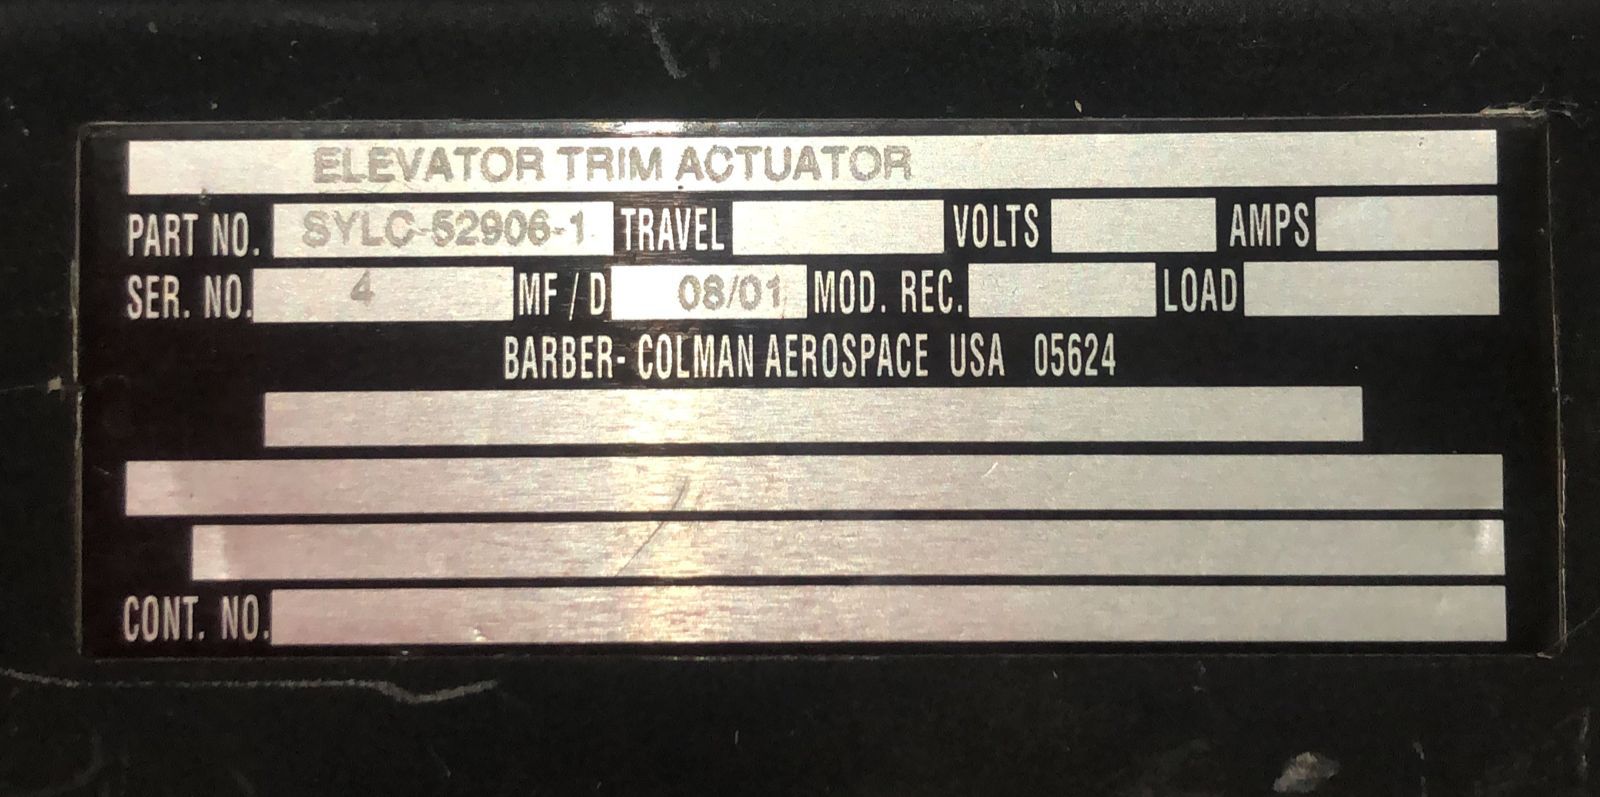 ELEVATOR TRIM ACTUATOR
PART NO. SYLC-52906-1 TRAVEL VOLTS AMPS
SER. NO. 4 MF / D 08/01 MOD. REC. LOAD
BARBER- COLMAN AEROSPACE USA 05624
CONT. NO.